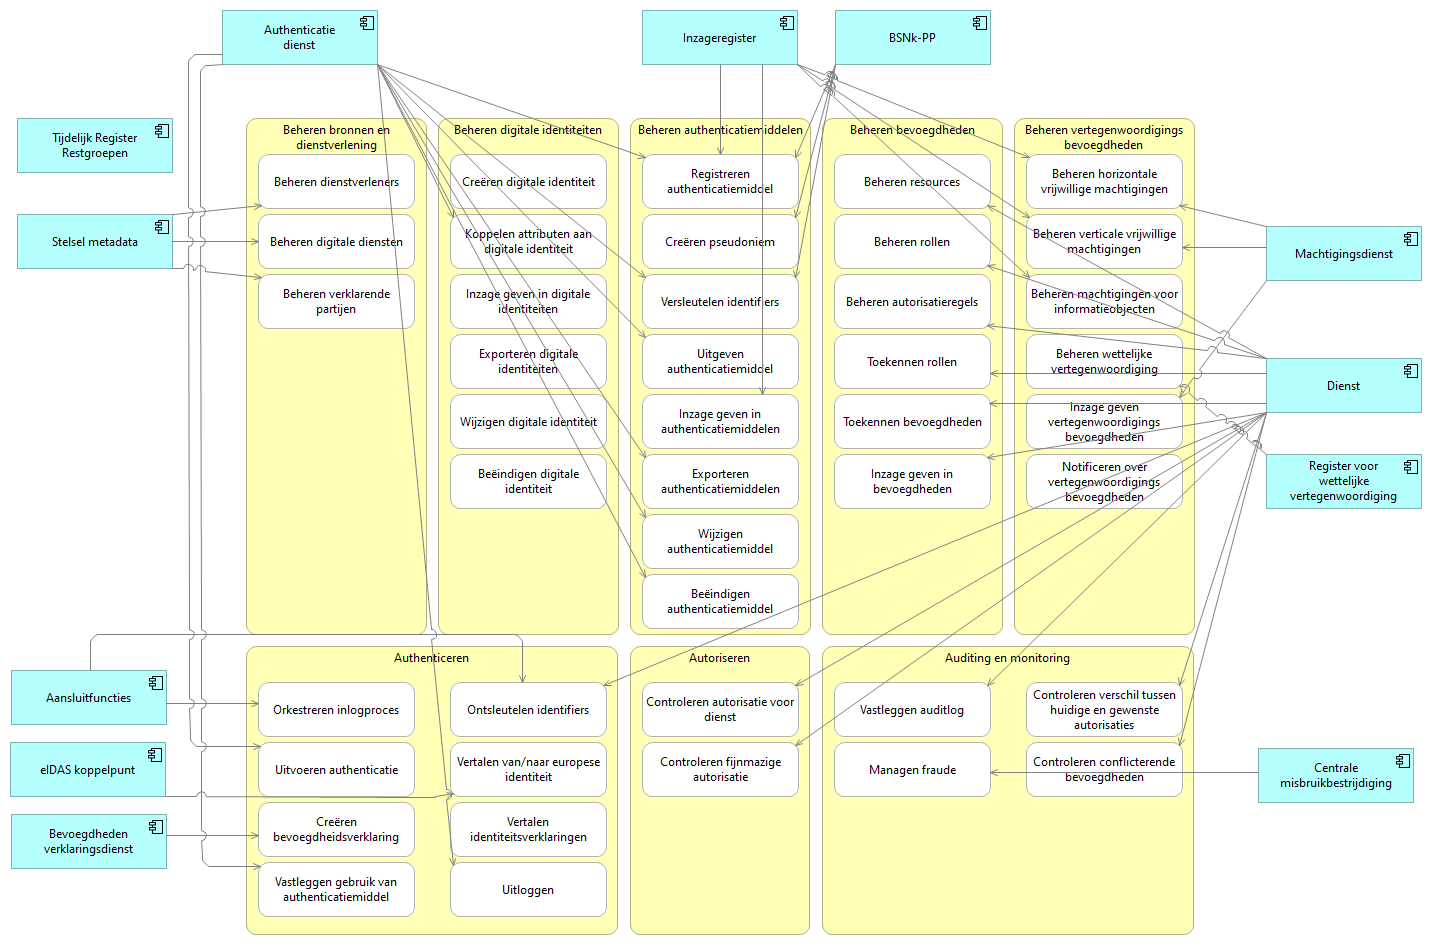 Authenticatie
dienst
Inzageregister
BSNk-PP
Tijdelijk Register
Restgroepen
Stelsel metadata
Beheren bronnen en
dienstverlening
Beheren dienstverleners
Beheren digitale diensten
Beheren verklarende
partijen
Beheren digitale identiteiten
Creëren digitale identiteit
Koppelen attributen aan
digitale identiteit
Inzage geven in digitale
identiteiten
Exporteren digitale
identiteiten
Wijzigen digitale identiteit
Beëindigen digitale
identiteit
Beheren authenticatiemiddelen
Registreren
authenticatiemiddel
Creëren pseudoniem
Versleutelen identifiers
Uitgeven
authenticatiemiddel
Inzage geven in
authenticatiemiddelen
Exporteren
authenticatiemiddelen
Wijzigen
authenticatiemiddel
Beëindigen
authenticatiemiddel
Beheren bevoegdheden
Beheren resources
Beheren rollen
Beheren autorisatieregels
Toekennen rollen
Toekennen bevoegdheden
Inzage geven in
bevoegdheden
Beheren vertegenwoordigings
bevoegdheden
Beheren horizontale
vrijwillige machtigingen
Beheren verticale vrijwillige
machtigingen
Beheren machtigingen voor
informatieobjecten
Beheren wettelijke
vertegenwoordiging
Inzage geven
vertegenwoordigings
bevoegdheden
Notificeren over
vertegenwoordigings
bevoegdheden
Machtigingsdienst
Dienst
Register voor
wettelijke
vertegenwoordiging
Aansluitfuncties
eIDAS koppelpunt
Bevoegdheden
verklaringsdienst
Authenticeren
Orkestreren inlogproces
Ontsleutelen identifiers
Uitvoeren authenticatie
Vertalen van/naar europese
identiteit
Creëren
bevoegdheidsverklaring
Vertalen
identiteitsverklaringen
Vastleggen gebruik van
authenticatiemiddel
Uitloggen
Autoriseren
Controleren autorisatie voor
dienst
Controleren fijnmazige
autorisatie
Auditing en monitoring
Vastleggen auditlog
Controleren verschil tussen
huidige en gewenste
autorisaties
Managen fraude
Controleren conflicterende
bevoegdheden
Centrale
misbruikbestrijdiging